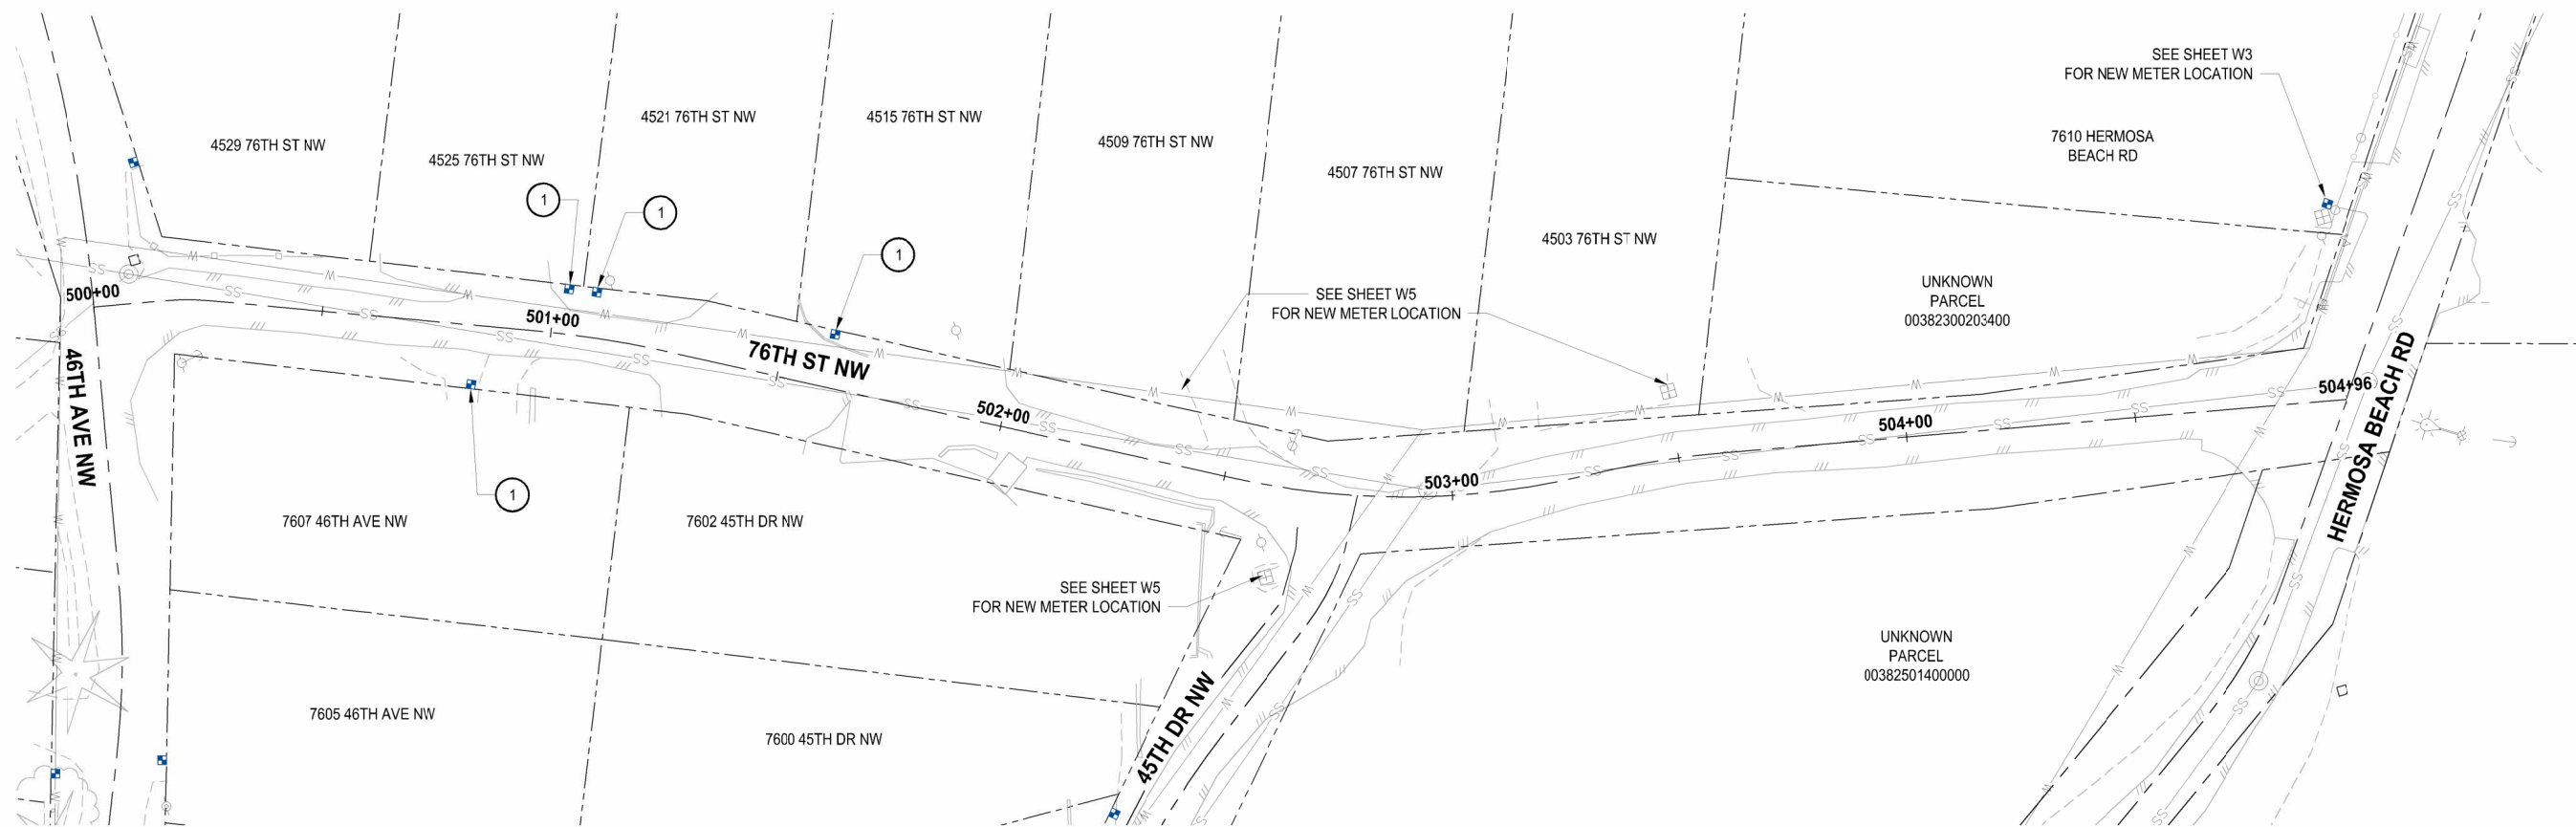 SEE SHEET W3
FOR NEW METER LOCATION
4529 76TH ST NW
4525 76TH ST NW
4521 76TH ST NW
4515 76TH ST NW
4509 76TH ST NW
4507 76TH ST NW
4503 76TH ST NW
7610 HERMOSA
BEACH RD
1
1
1
UNKNOWN
PARCEL
00382300203400
SEE SHEET W5
FOR NEW METER LOCATION
500+00
501+00
502+00
503+00
504+00
504+96
76TH ST NW
46TH AVE NW
HERMOSA BEACH RD
1
7607 46TH AVE NW
7602 45TH DR NW
SEE SHEET W5
FOR NEW METER LOCATION
UNKNOWN
PARCEL
00382501400000
45TH DR NW
7605 46TH AVE NW
7600 45TH DR NW